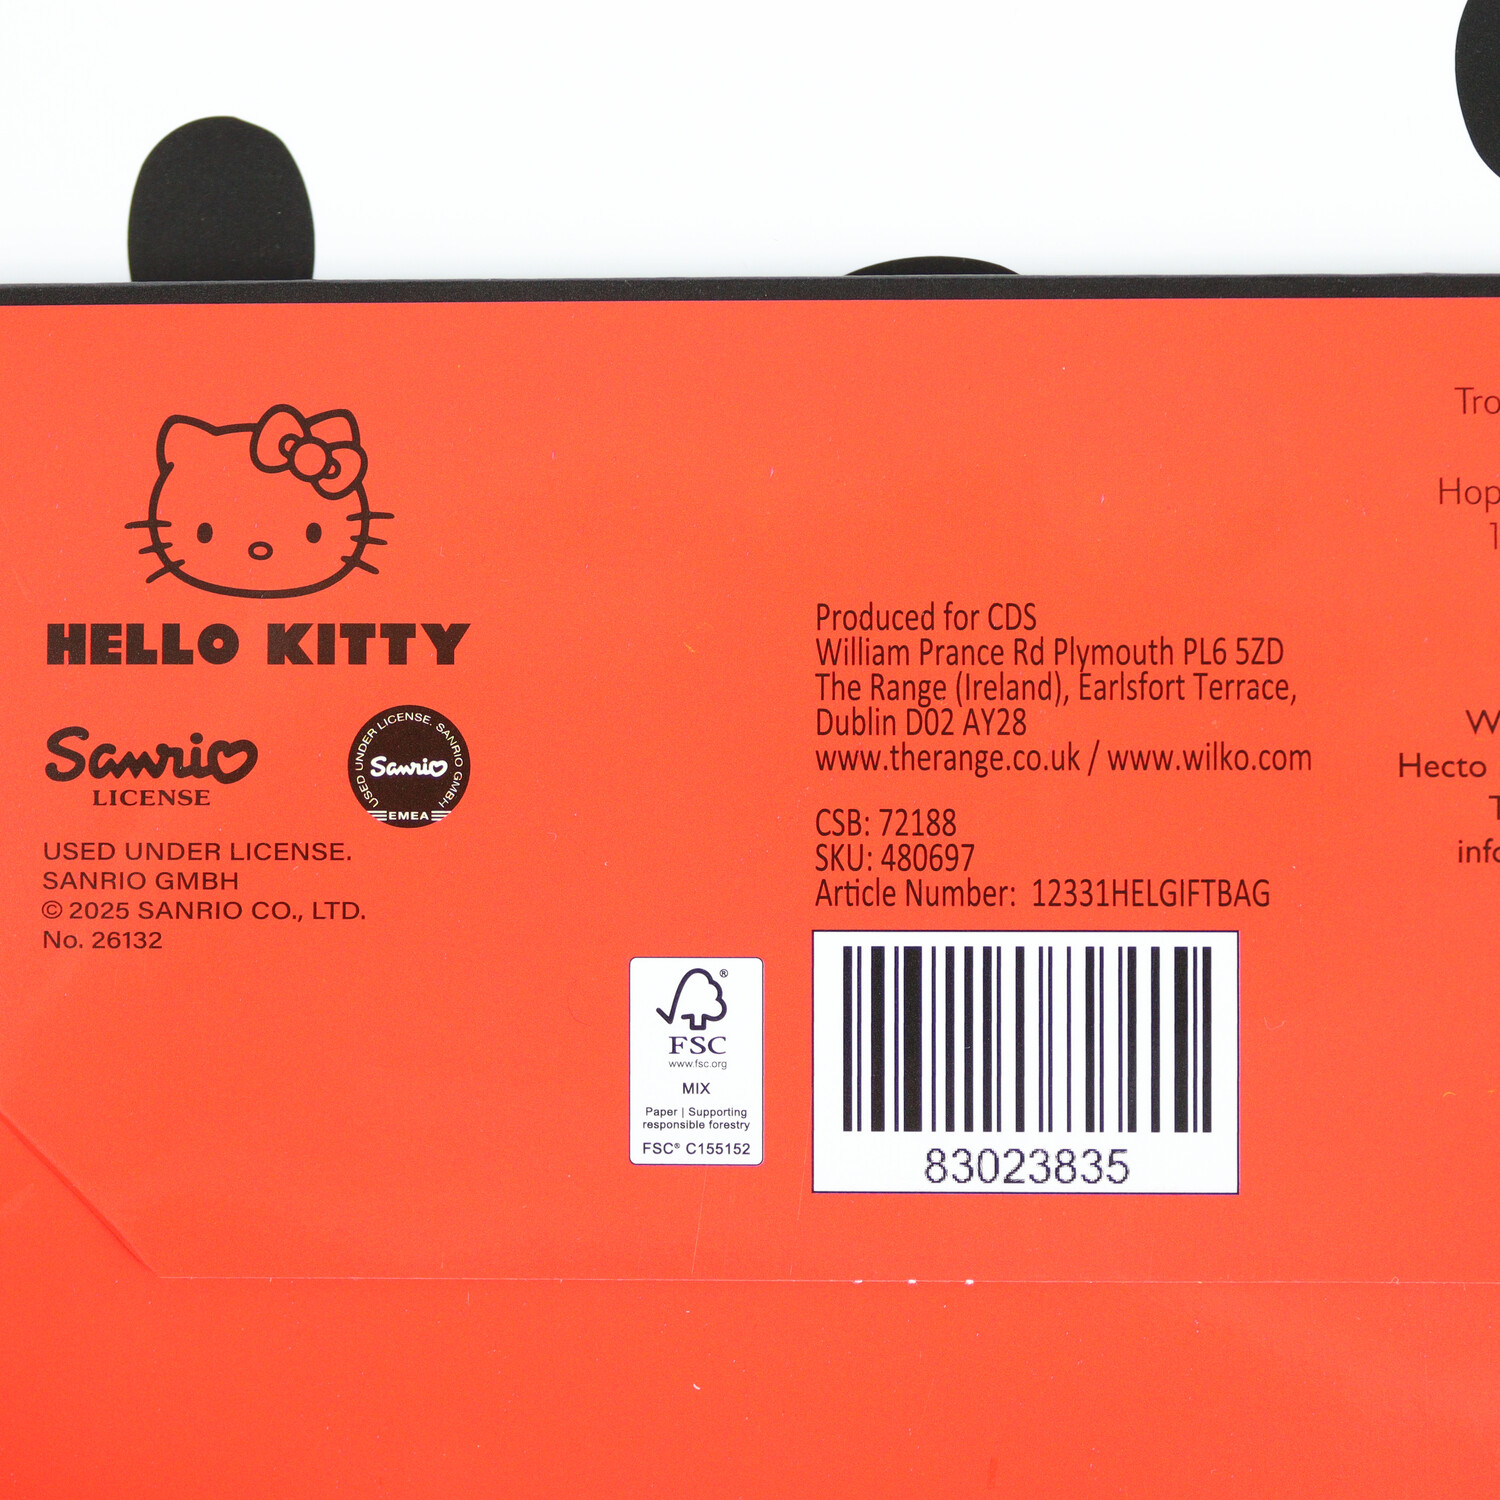 HELLO KITTY
Sanrio
LICENSE
USED UNDER LICENSE. SANRIO GMBH
Sanrio
EMEA
USED UNDER LICENSE.
SANRIO GMBH
© 2025 SANRIO CO., LTD.
No. 26132
FSC®
www.fsc.org
MIX
Paper | Supporting
responsible forestry
FSC® C155152
Produced for CDS
William Prance Rd Plymouth PL6 5ZD
The Range (Ireland), Earlsfort Terrace,
Dublin D02 AY28
www.therange.co.uk / www.wilko.com
CSB: 72188
SKU: 480697
Article Number: 12331HELGIFTBAG
83023835
Hecto